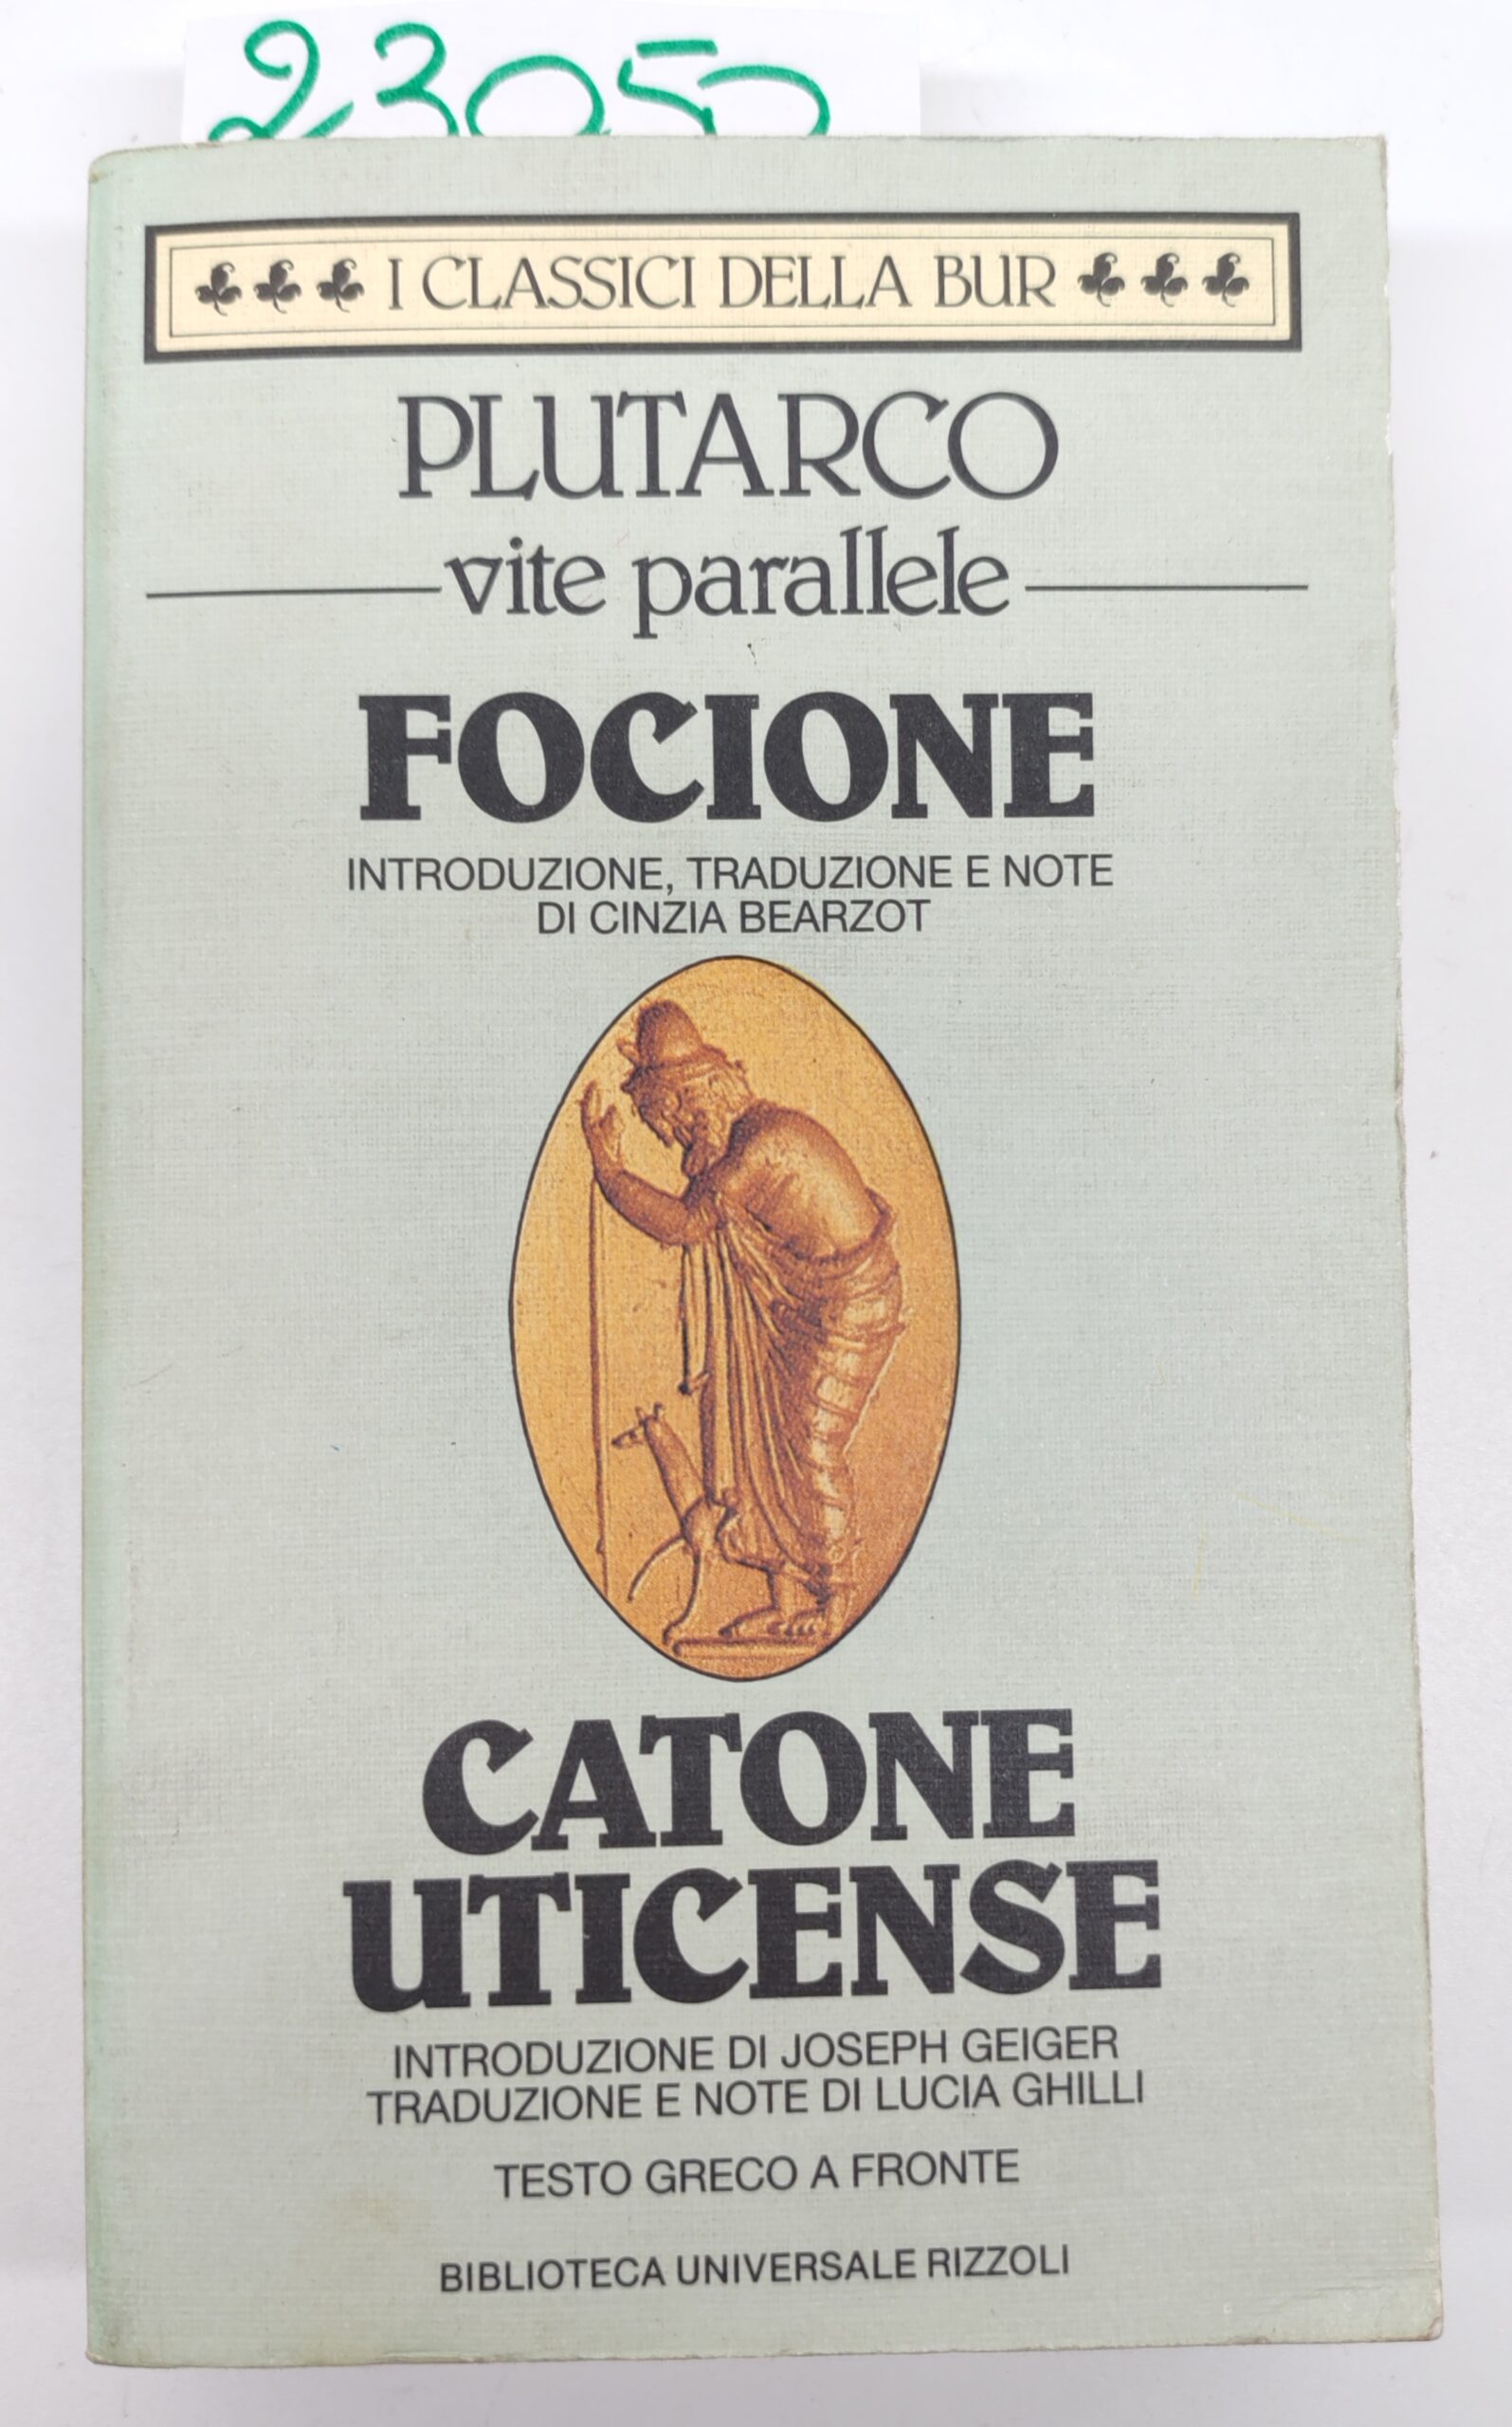 23050
I CLASSICI DELLA BUR
PLUTARCO
vite parallele
FOCIONE
INTRODUZIONE, TRADUZIONE E NOTE
DI CINZIA BEARZOT
CATONE
UTICENSE
INTRODUZIONE DI JOSEPH GEIGER
TRADUZIONE E NOTE DI LUCIA GHILLI
TESTO GRECO A FRONTE
BIBLIOTECA UNIVERSALE RIZZOLI